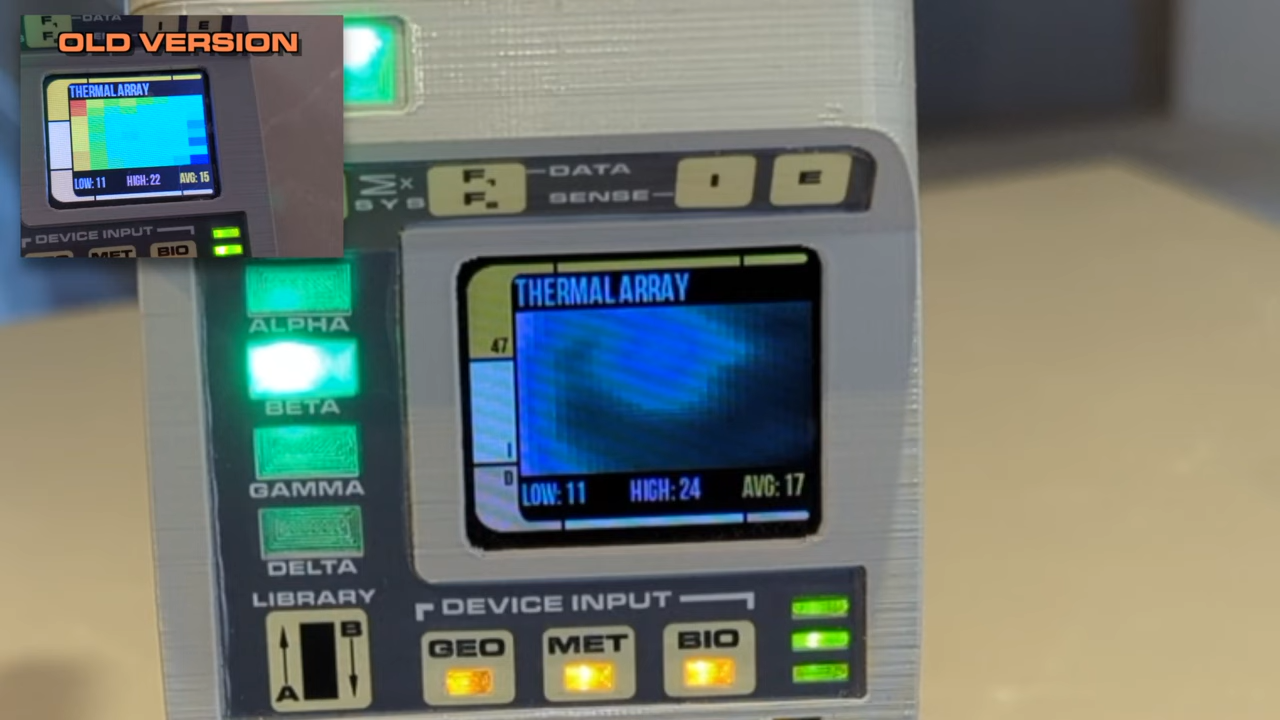 DATA
I E
F,
F
OLD VERSION
THERMAL ARRAY
LOW: 11 HIGH: 22 AVG: 15
DEVICE INPUT
MET BIO
SYS
F,
F
DATA
SENSE
I E
THERMAL ARRAY
47
LOW: 11 HIGH: 24 AVG: 17
ALPHA
BETA
GAMMA
DELTA
LIBRARY
A B
DEVICE INPUT
GEO MET BIO